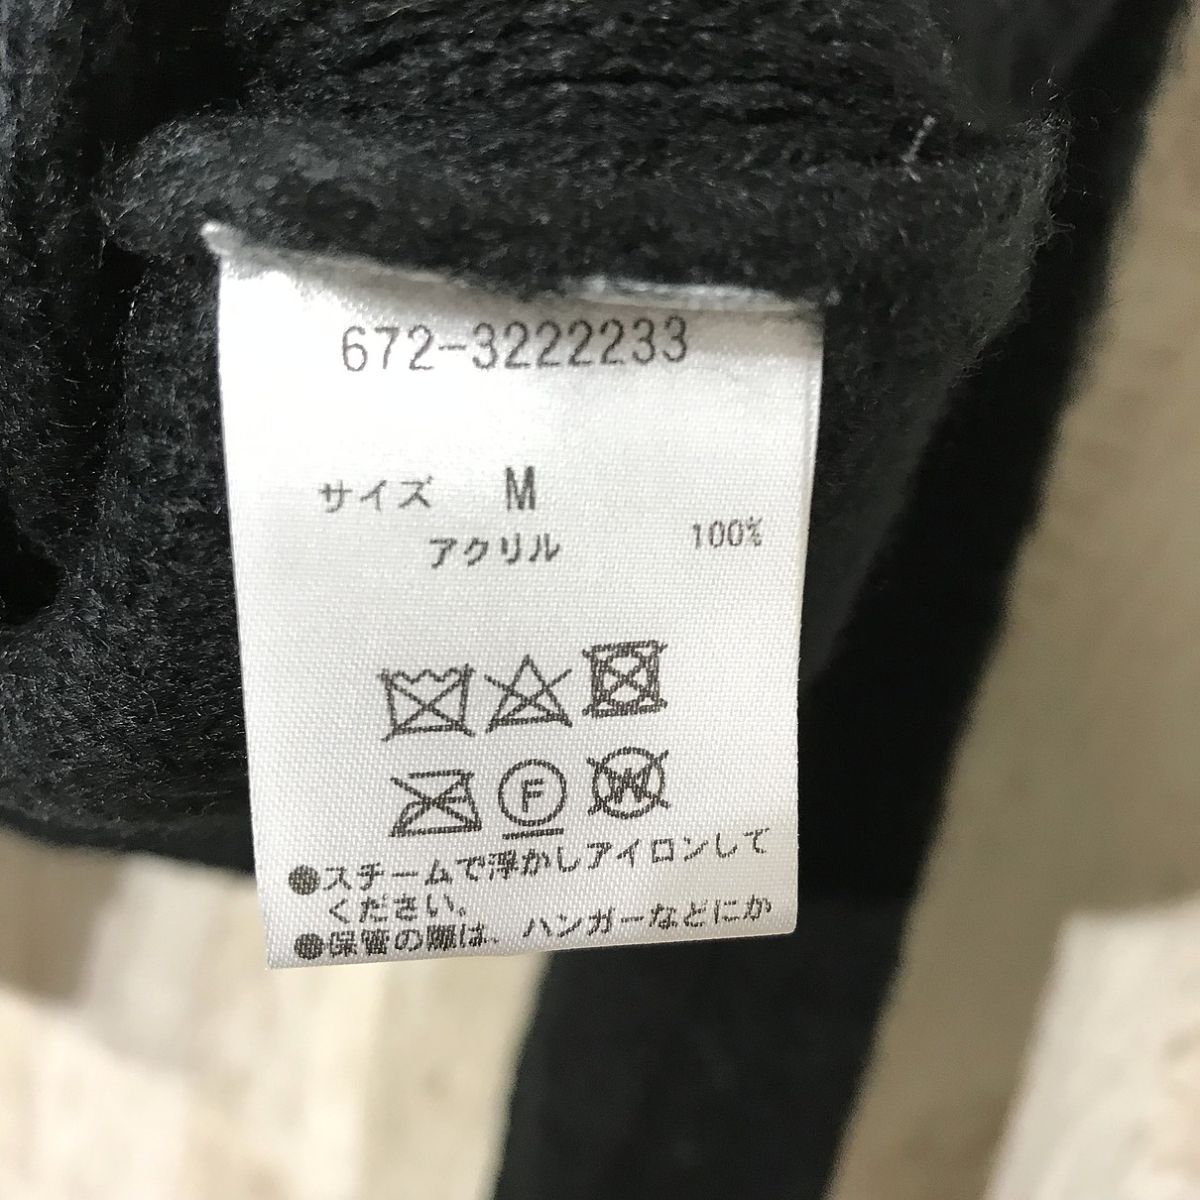 672-3222233
サイズ M
アクリル 100%
F
W
●スチームで浮かしアイロンして
ください。
●保管の際は、ハンガーなどにか